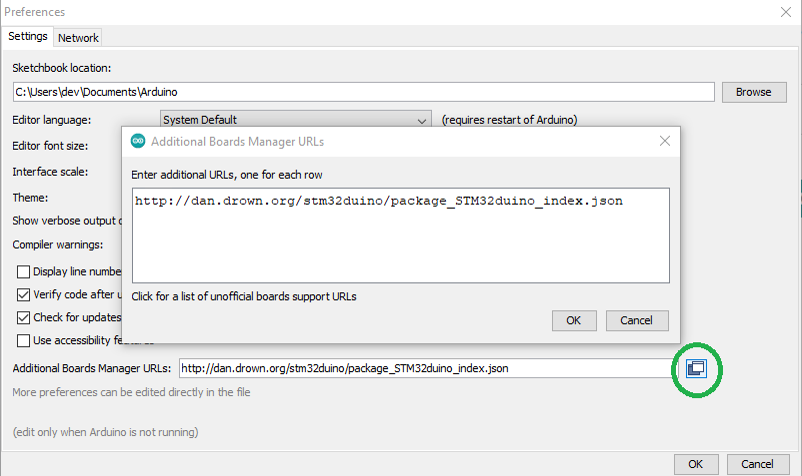 Preferences
Settings
Network
Sketchbook location:
C:\Users\dev\Documents\Arduino
Browse
Editor language:
System Default
(requires restart of Arduino)
Editor font size:
Interface scale:
Theme:
Show verbose output
Compiler warnings:
Display line
Verify code after
Check for updates
Use accessibility
Additional Boards Manager URLs
Enter additional URLs, one for each row
http://dan.drown.org/stm32duino/package_STM32duino_index.json
Click for a list of unofficial boards support URLs
OK
Cancel
Additional Boards Manager URLs:
http://dan.drown.org/stm32duino/package_STM32duino_index.json
More preferences can be edited directly in the file
(edit only when Arduino is not running)
OK
Cancel